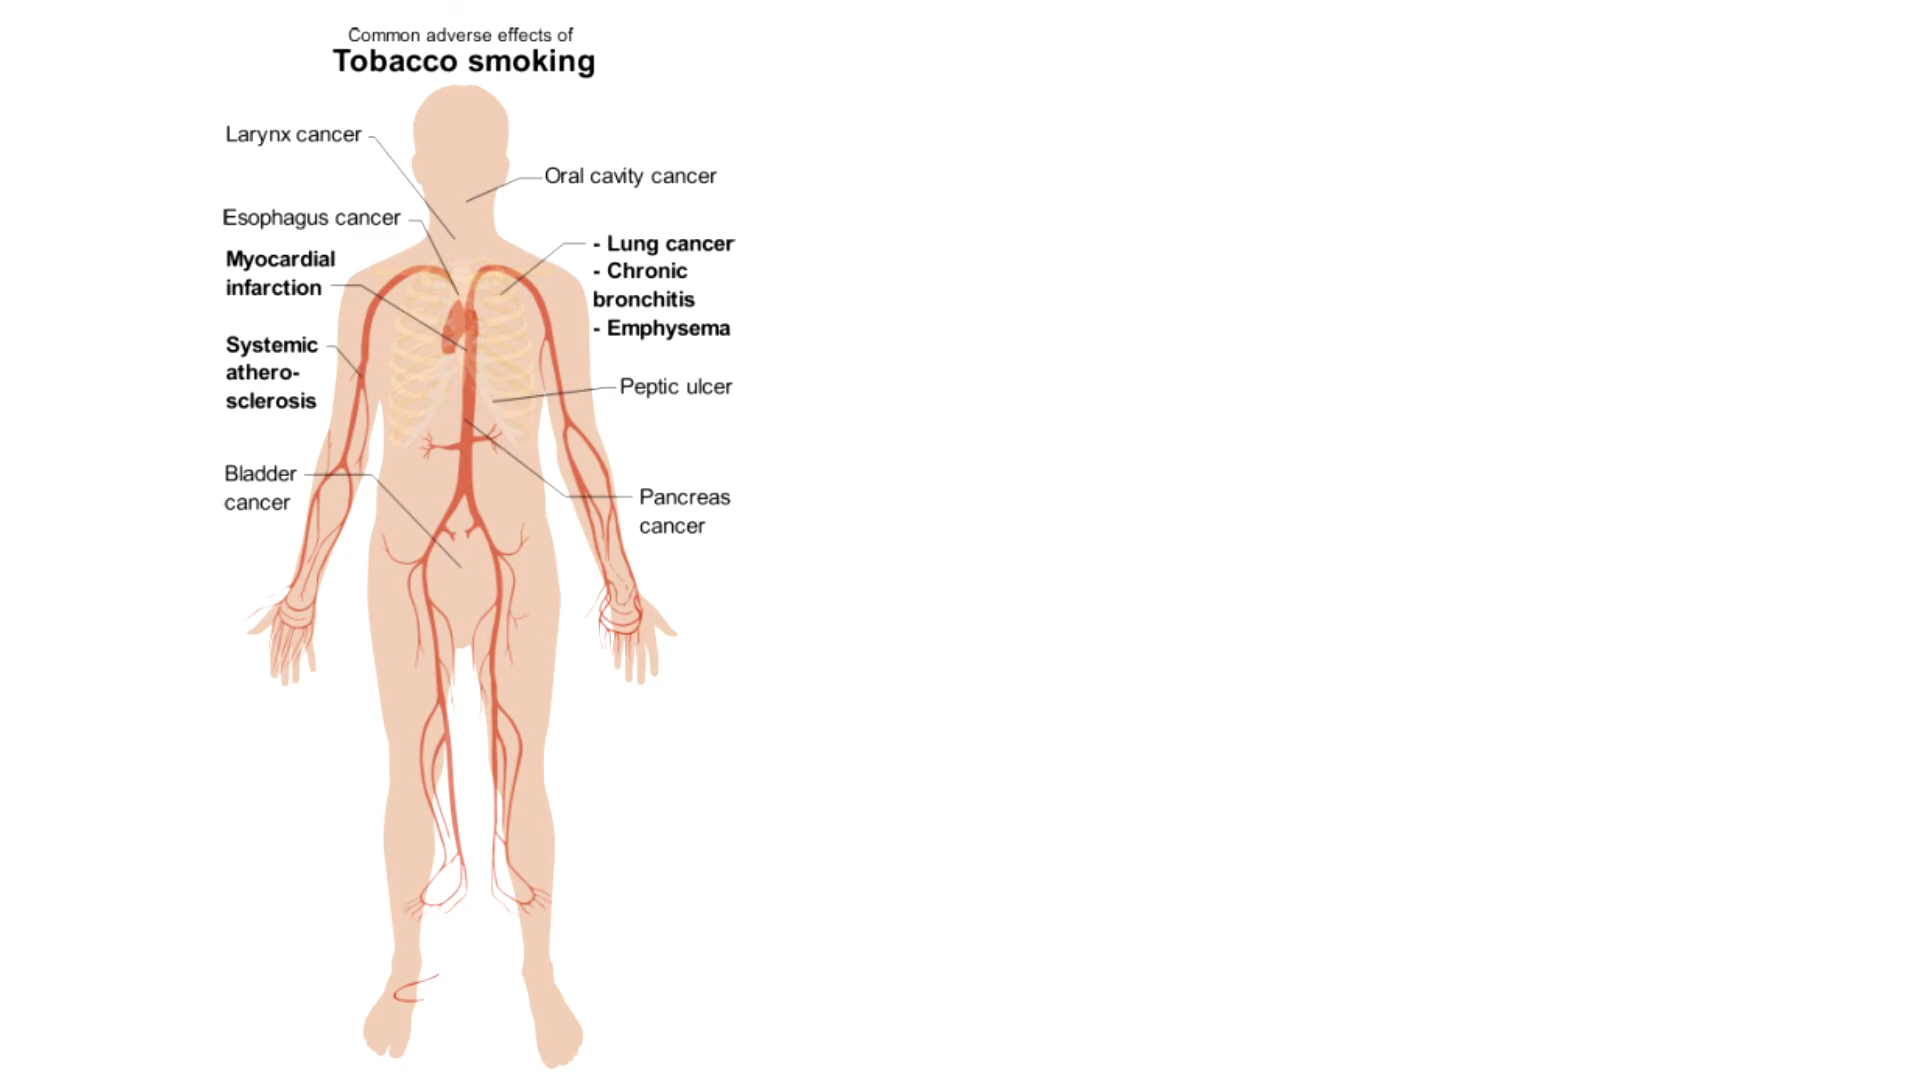 Common adverse effects of
Tobacco smoking
Larynx cancer
Oral cavity cancer
Esophagus cancer
Myocardial
infarction
- Lung cancer
- Chronic
bronchitis
- Emphysema
Systemic
athero-
sclerosis
Peptic ulcer
Bladder
cancer
Pancreas
cancer